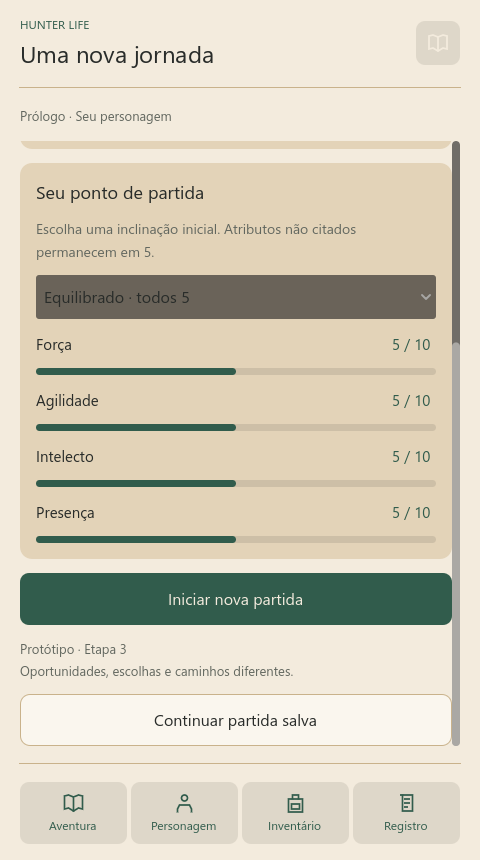 HUNTER LIFE
Uma nova jornada
Prólogo · Seu personagem
Seu ponto de partida
Escolha uma inclinação inicial. Atributos não citados
permanecem em 5.
Equilibrado · todos 5
Força 5 / 10
Agilidade 5 / 10
Intelecto 5 / 10
Presença 5 / 10
Iniciar nova partida
Protótipo · Etapa 3
Oportunidades, escolhas e caminhos diferentes.
Continuar partida salva
Aventura Personagem Inventário Registro